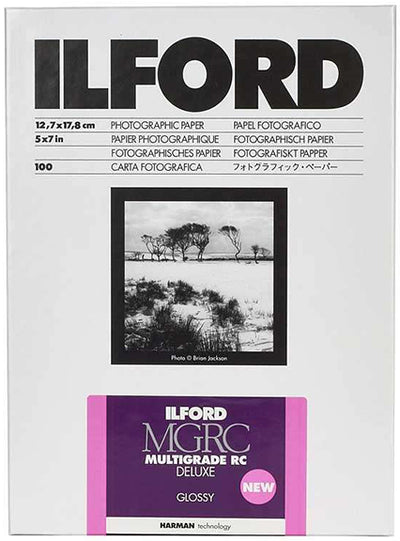 ILFORD
12,7x17,8 cm PHOTOGRAPHIC PAPER PAPEL FOTOGRAFICO
5x7 in PAPIER PHOTOGRAPHIQUE FOTOGRAPHISCH PAPIER
FOTOGRAPHISCHES PAPIER FOTOGRAFISKT PAPPER
100 CARTA FOTOGRAFICA フォトグラフィック・ペーパー
Photo © Brian Jackson
ILFORD
MGRC
MULTIGRADE RC
DELUXE
NEW
GLOSSY
HARMAN technology